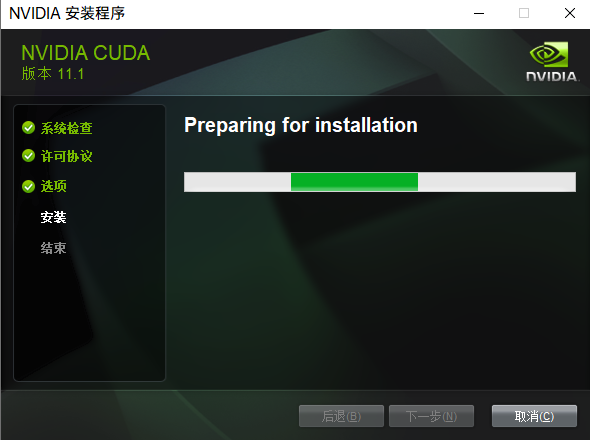 NVIDIA 安装程序
NVIDIA CUDA
版本 11.1
NVIDIA.
系统检查
许可协议
选项
安装
结束
Preparing for installation
后退(B)
下一步(N)
取消(C)